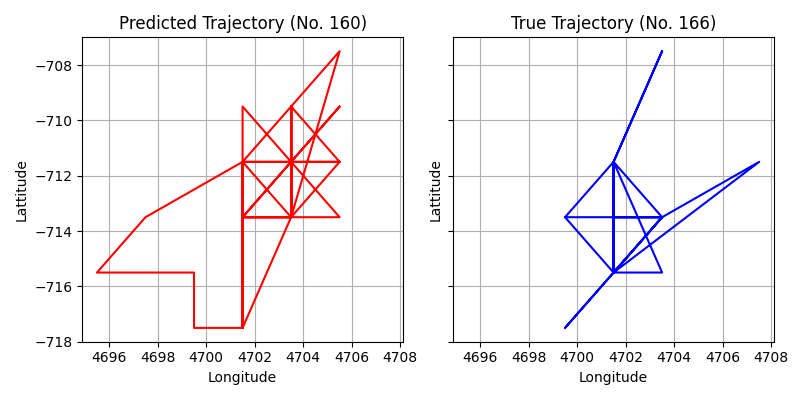 Predicted Trajectory (No. 160)
True Trajectory (No. 166)
Lattitude
−708
−710
−712
−714
−716
−718
4696 4698 4700 4702 4704 4706 4708
Longitude
Lattitude
4696 4698 4700 4702 4704 4706 4708
Longitude